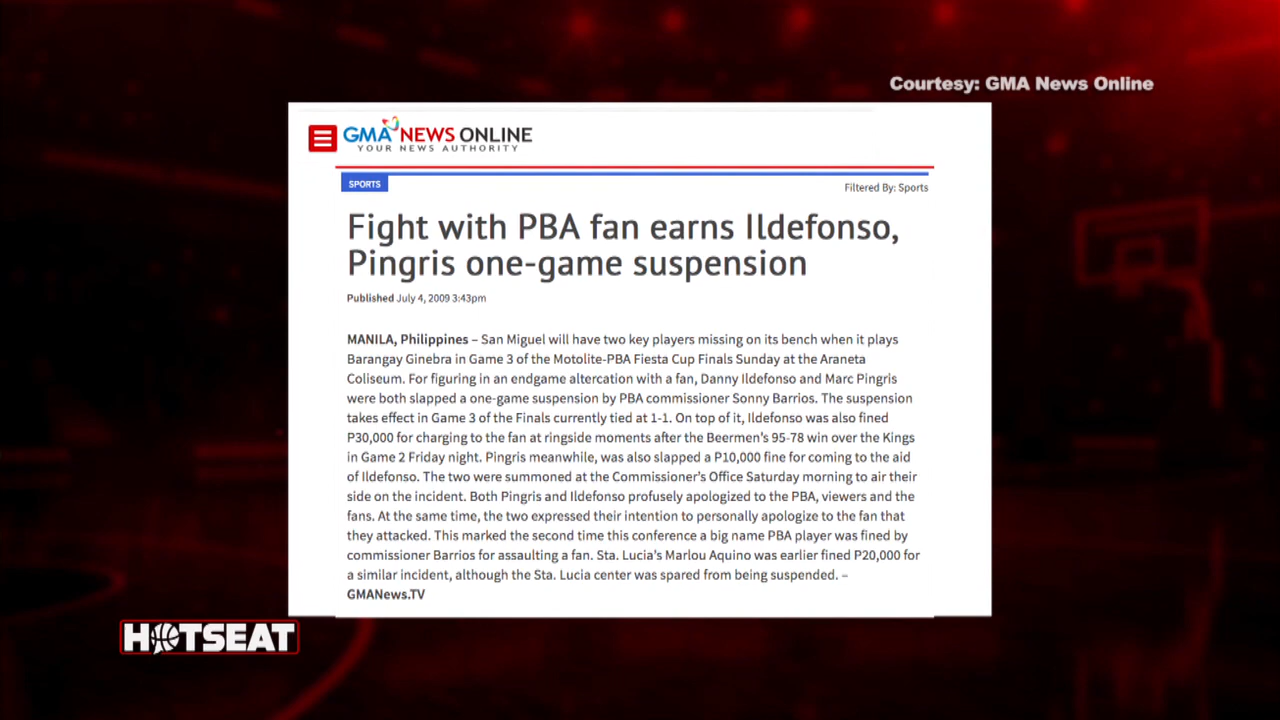 Courtesy: GMA News Online
GMA NEWS ONLINE
YOUR NEWS AUTHORITY
SPORTS
Filtered By: Sports
Fight with PBA fan earns Ildefonso,
Pingris one-game suspension
Published July 4, 2009 3:43pm
MANILA, Philippines – San Miguel will have two key players missing on its bench when it plays
Barangay Ginebra in Game 3 of the Motolite-PBA Fiesta Cup Finals Sunday at the Araneta
Coliseum. For figuring in an endgame altercation with a fan, Danny Ildefonso and Marc Pingris
were both slapped a one-game suspension by PBA commissioner Sonny Barrios. The suspension
takes effect in Game 3 of the Finals currently tied at 1-1. On top of it, Ildefonso was also fined
P30,000 for charging to the fan at ringside moments after the Beermen's 95-78 win over the Kings
in Game 2 Friday night. Pingris meanwhile, was also slapped a P10,000 fine for coming to the aid
of Ildefonso. The two were summoned at the Commissioner's Office Saturday morning to air their
side on the incident. Both Pingris and Ildefonso profusely apologized to the PBA, viewers and the
fans. At the same time, the two expressed their intention to personally apologize to the fan that
they attacked. This marked the second time this conference a big name PBA player was fined by
commissioner Barrios for assaulting a fan. Sta. Lucia's Marlou Aquino was earlier fined P20,000 for
a similar incident, although the Sta. Lucia center was spared from being suspended. –
GMANews.TV
HOTSEAT